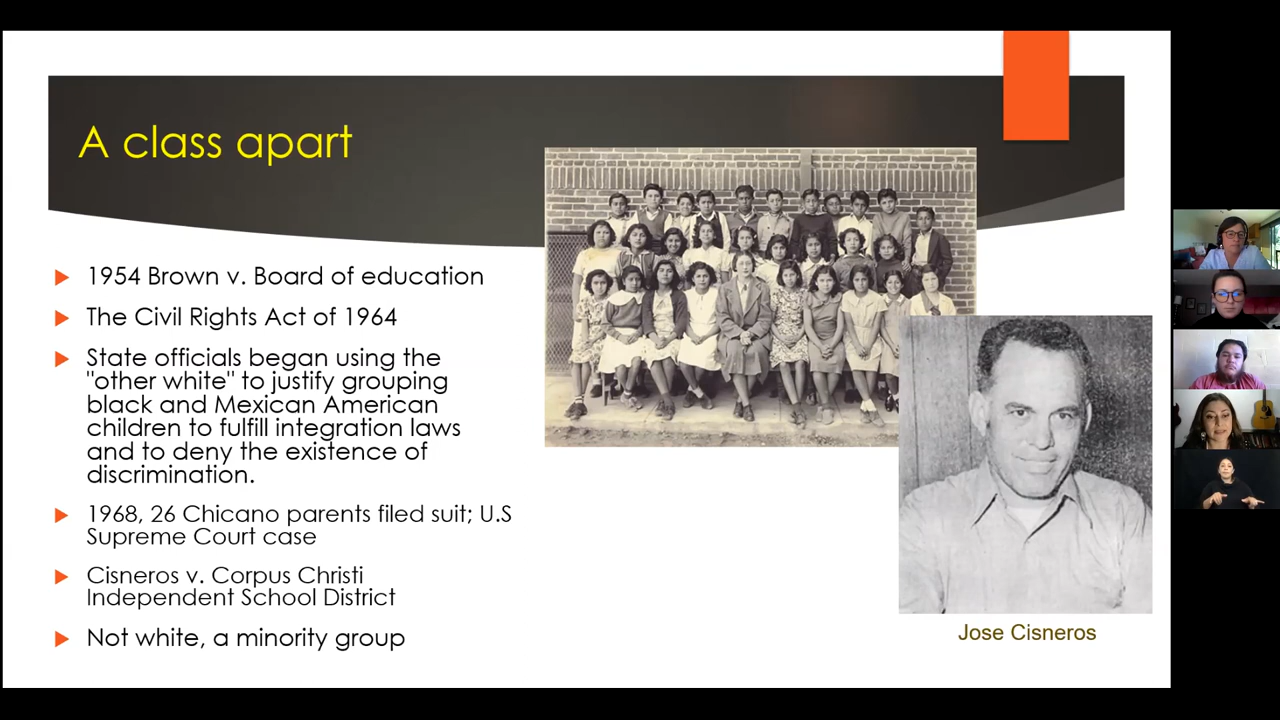 A class apart
1954 Brown v. Board of education
The Civil Rights Act of 1964
State officials began using the
"other white" to justify grouping
black and Mexican American
children to fulfill integration laws
and to deny the existence of
discrimination.
1968, 26 Chicano parents filed suit; U.S
Supreme Court case
Cisneros v. Corpus Christi
Independent School District
Not white, a minority group
Jose Cisneros